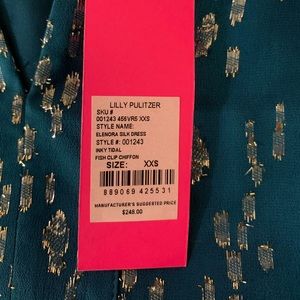 LILLY PULITZER
SKU #
001243 456VR5 XXS
STYLE NAME:
ELENORA SILK DRESS
STYLE #: 001243
INKY TIDAL
FISH CLIP CHIFFON
SIZE: XXS
889069 425531
MANUFACTURER'S SUGGESTED PRICE
$248.00